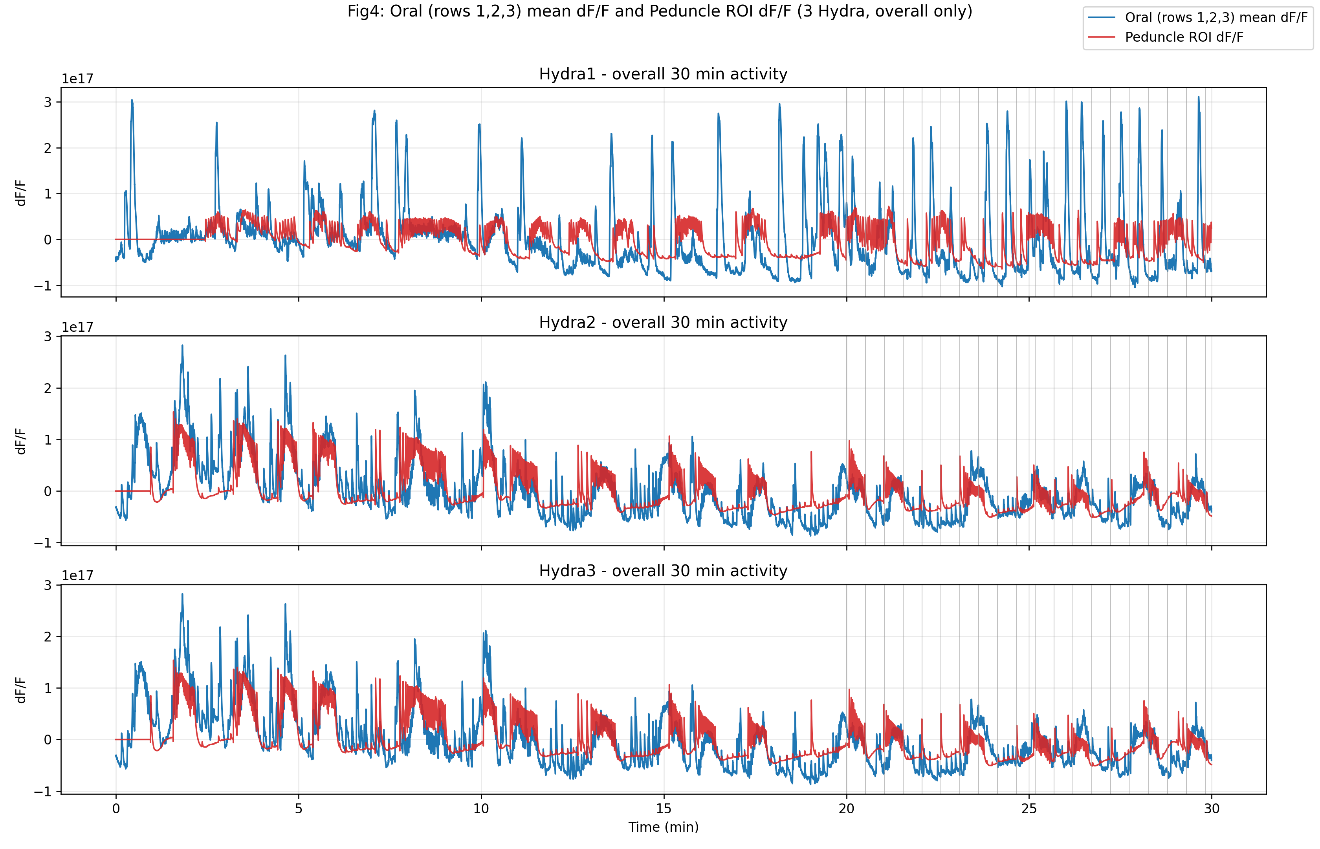 Fig4: Oral (rows 1,2,3) mean dF/F and Peduncle ROI dF/F (3 Hydra, overall only)
Oral (rows 1,2,3) mean dF/F
Peduncle ROI dF/F
Hydra1 - overall 30 min activity
1e17
3
2
1
0
−1
dF/F
Hydra2 - overall 30 min activity
1e17
3
2
1
0
−1
dF/F
Hydra3 - overall 30 min activity
1e17
3
2
1
0
−1
dF/F
0 5 10 15 20 25 30
Time (min)